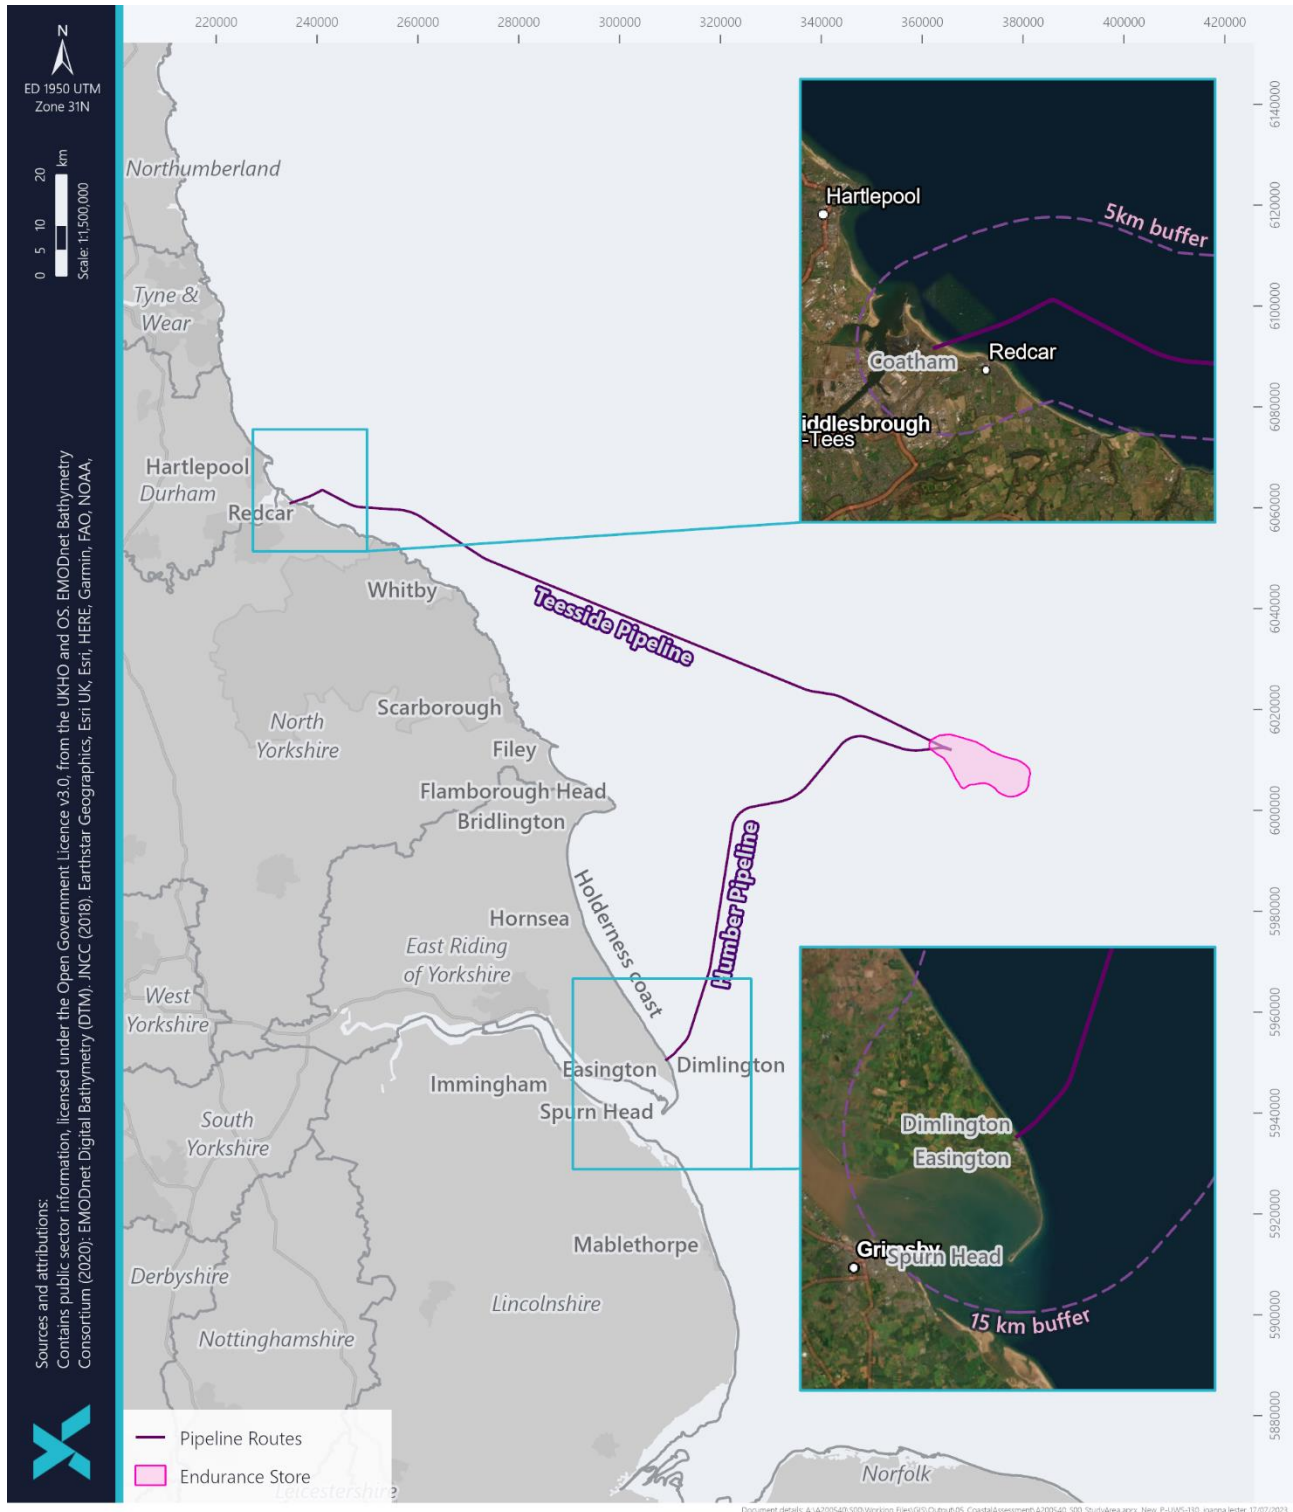 220000 240000 260000 280000 300000 320000 340000 360000 380000 400000 420000
N
ED 1950 UTM
Zone 31N
0 5 10 20
km
Scale: 1:1,500,000
Sources and attributions:
Contains public sector information, licensed under the Open Government Licence v3.0, from the UKHO and OS. EMODnet Bathymetry
Consortium (2020): EMODnet Digital Bathymetry (DTM). JNCC (2018). Earthstar Geographics, Esri UK, Esri, HERE, Garmin, FAO, NOAA,
6140000
6120000
6100000
6080000
6060000
6040000
6020000
6000000
5980000
5960000
5940000
5920000
5900000
5880000
Northumberland
Tyne &
Wear
Hartlepool
Durham
Redcar
Whitby
Teesside Pipeline
Scarborough
North
Yorkshire
Filey
Flamborough Head
Bridlington
Humber Pipeline
Holderness coast
Hornsea
East Riding
of Yorkshire
West
Yorkshire
Easington
Dimlington
Immingham
Spurn Head
South
Yorkshire
Mablethorpe
Derbyshire
Lincolnshire
Nottinghamshire
Leicestershire
Norfolk
Hartlepool
5km buffer
Coatham
Redcar
iddlesbrough
-Tees
Dimlington
Easington
Grimsby
Spurn Head
15 km buffer
Pipeline Routes
Endurance Store